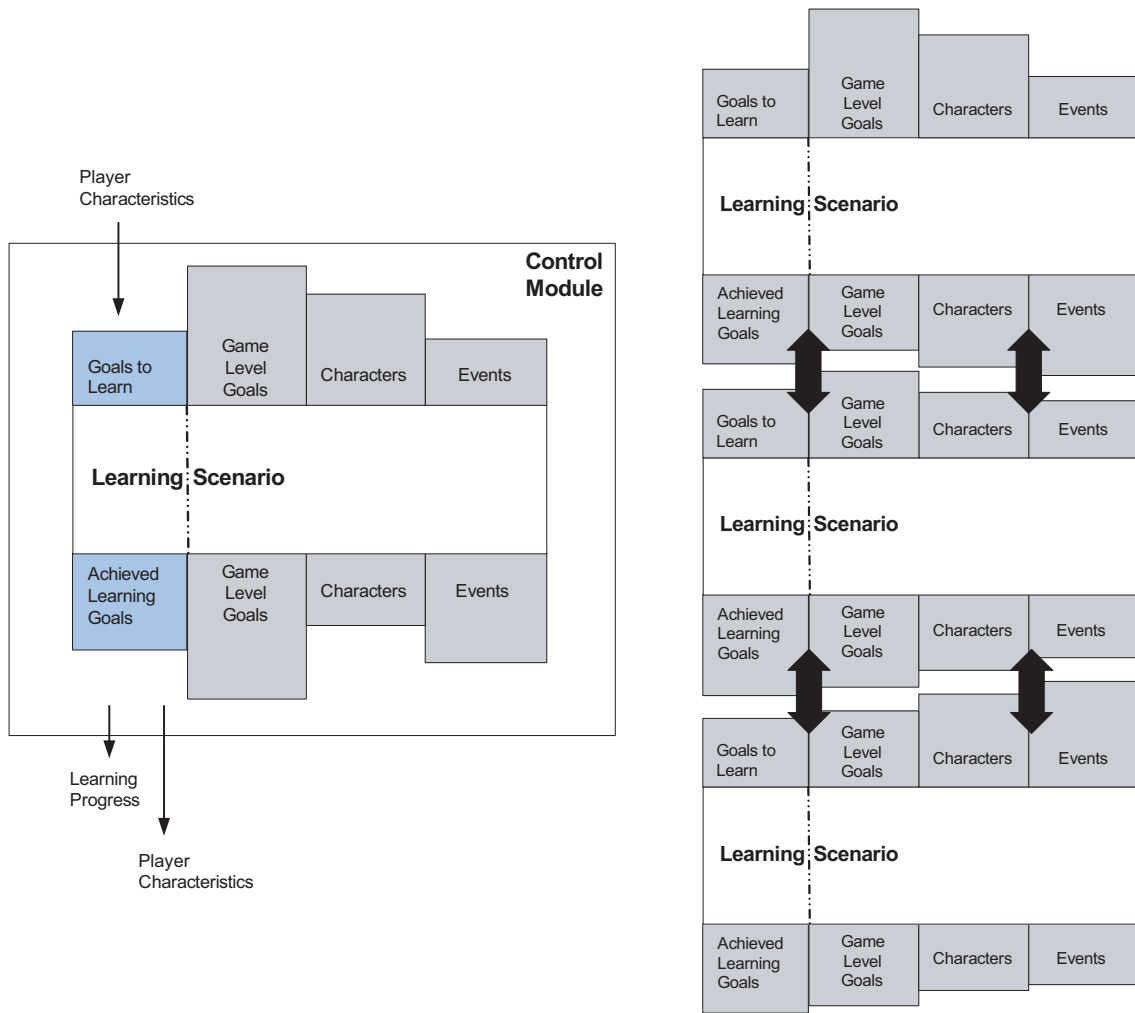 Player
Characteristics
Control
Module
Goals to
Learn
Game
Level
Goals
Characters
Events
Learning Scenario
Achieved
Learning
Goals
Game
Level
Goals
Characters
Events
Learning
Progress
Player
Characteristics
Goals to
Learn
Game
Level
Goals
Characters
Events
Learning Scenario
Achieved
Learning
Goals
Game
Level
Goals
Characters
Events
Goals to
Learn
Game
Level
Goals
Characters
Events
Learning Scenario
Achieved
Learning
Goals
Game
Level
Goals
Characters
Events
Goals to
Learn
Game
Level
Goals
Characters
Events
Learning Scenario
Achieved
Learning
Goals
Game
Level
Goals
Characters
Events